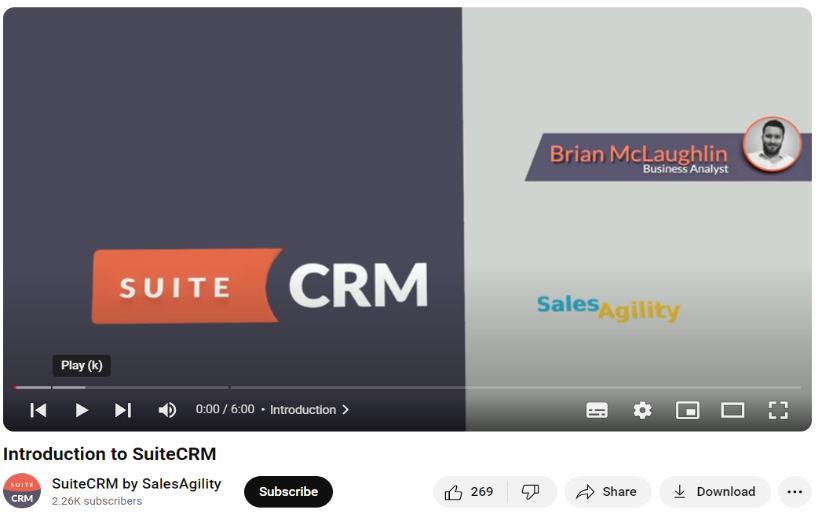 Brian McLaughlin
Business Analyst
SUITE CRM
SalesAgility
Play (k)
0:00 / 6:00 • Introduction >
Introduction to SuiteCRM
SUITE
CRM
SuiteCRM by SalesAgility
2.26K subscribers
Subscribe
269
Share
Download